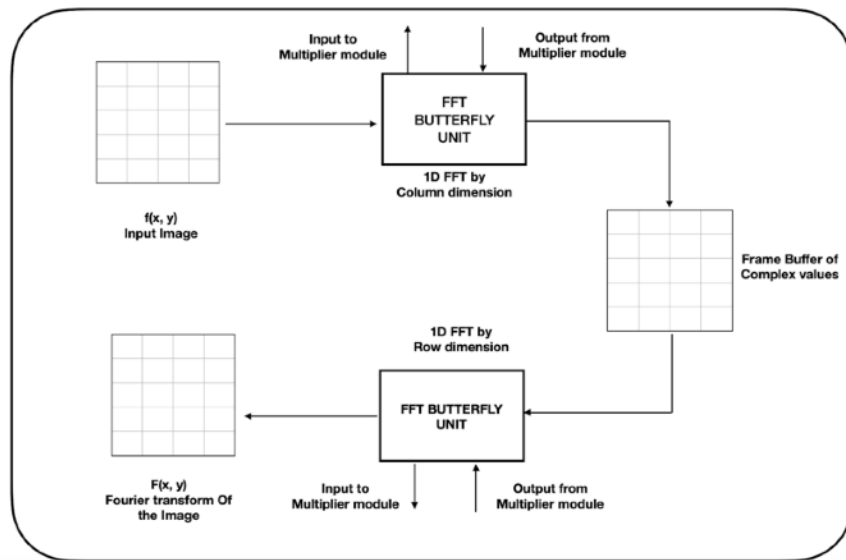 Input to
Multiplier module
Output from
Multiplier module
FFT
BUTTERFLY
UNIT
1D FFT by
Column dimension
f(x, y)
Input Image
Frame Buffer of
Complex values
1D FFT by
Row dimension
FFT BUTTERFLY
UNIT
F(x, y)
Fourier transform Of
the Image
Input to
Multiplier module
Output from
Multiplier module